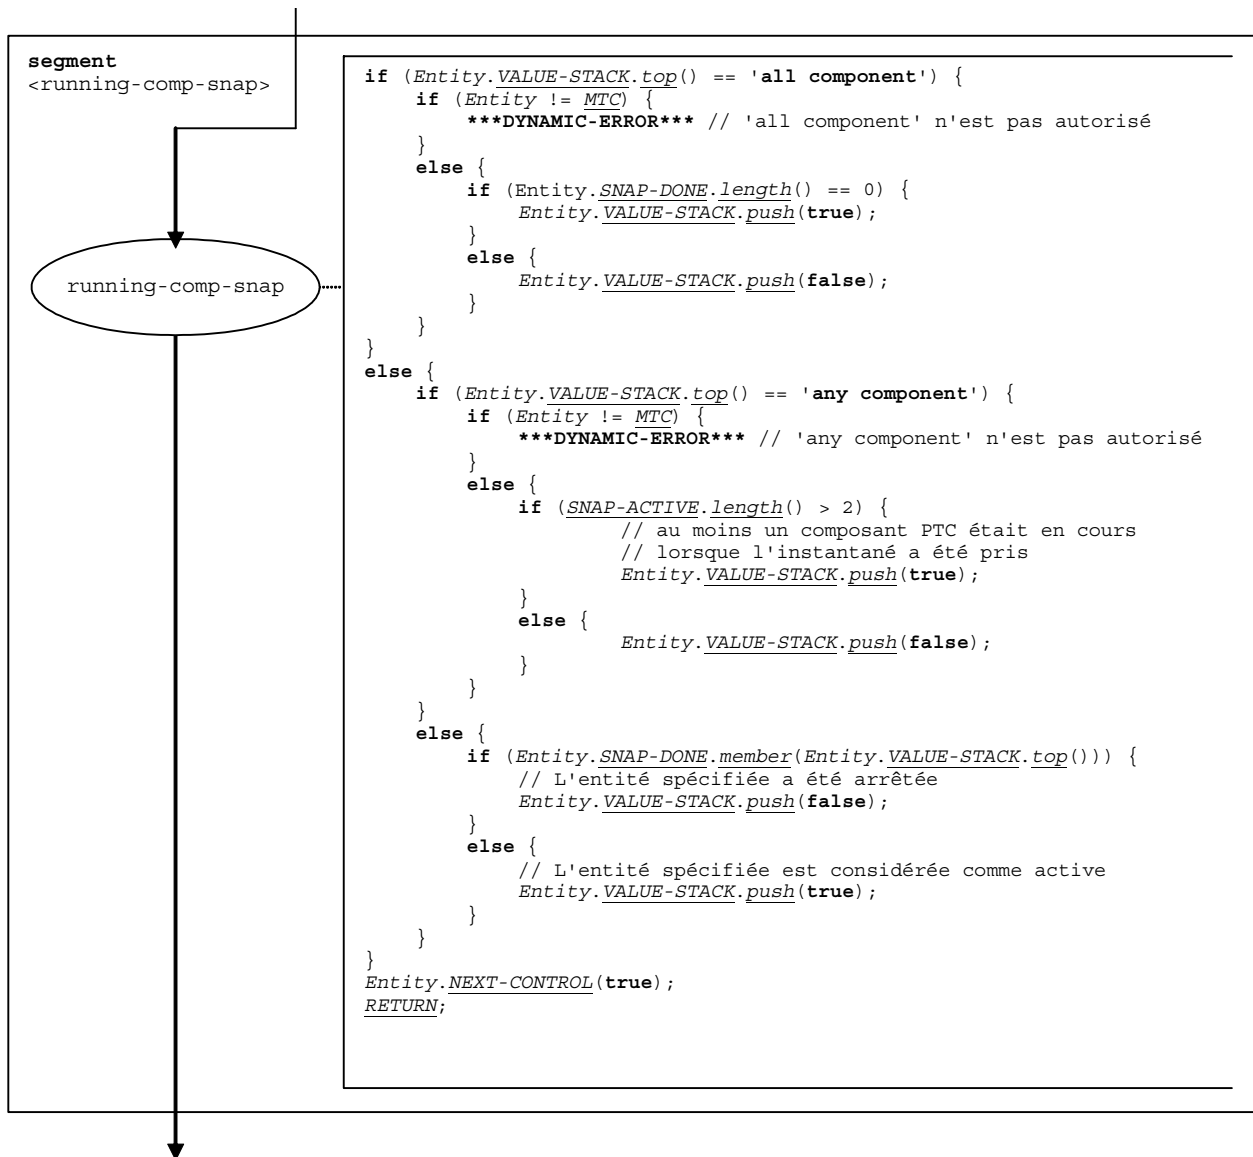 segment
<running-comp-snap>
running-comp-snap
if (Entity.VALUE-STACK.top() == 'all component') {
if (Entity != MTC) {
***DYNAMIC-ERROR*** // 'all component' n'est pas autorisé
}
else {
if (Entity.SNAP-DONE.length() == 0) {
Entity.VALUE-STACK.push(true);
}
else {
Entity.VALUE-STACK.push(false);
}
}
}
else {
if (Entity.VALUE-STACK.top() == 'any component') {
if (Entity != MTC) {
***DYNAMIC-ERROR*** // 'any component' n'est pas autorisé
}
else {
if (SNAP-ACTIVE.length() > 2) {
// au moins un composant PTC était en cours
// lorsque l'instantané a été pris
Entity.VALUE-STACK.push(true);
}
else {
Entity.VALUE-STACK.push(false);
}
}
}
else {
if (Entity.SNAP-DONE.member(Entity.VALUE-STACK.top())) {
// L'entité spécifiée a été arrêtée
Entity.VALUE-STACK.push(false);
}
else {
// L'entité spécifiée est considérée comme active
Entity.VALUE-STACK.push(true);
}
}
}
Entity.NEXT-CONTROL(true);
RETURN;